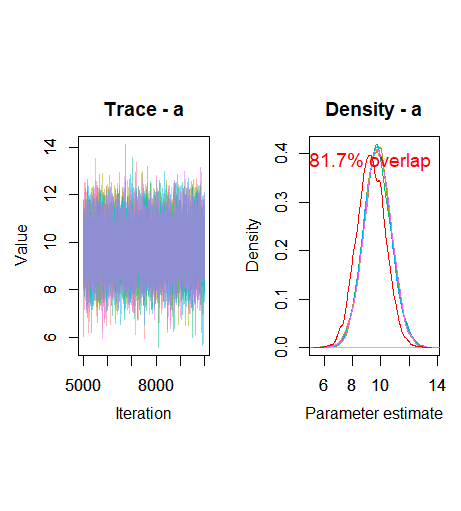 Trace - a
Value
14
12
10
8
6
5000
8000
Iteration
Density - a
81.7% overlap
Density
0.4
0.3
0.2
0.1
0.0
6
8
10
14
Parameter estimate